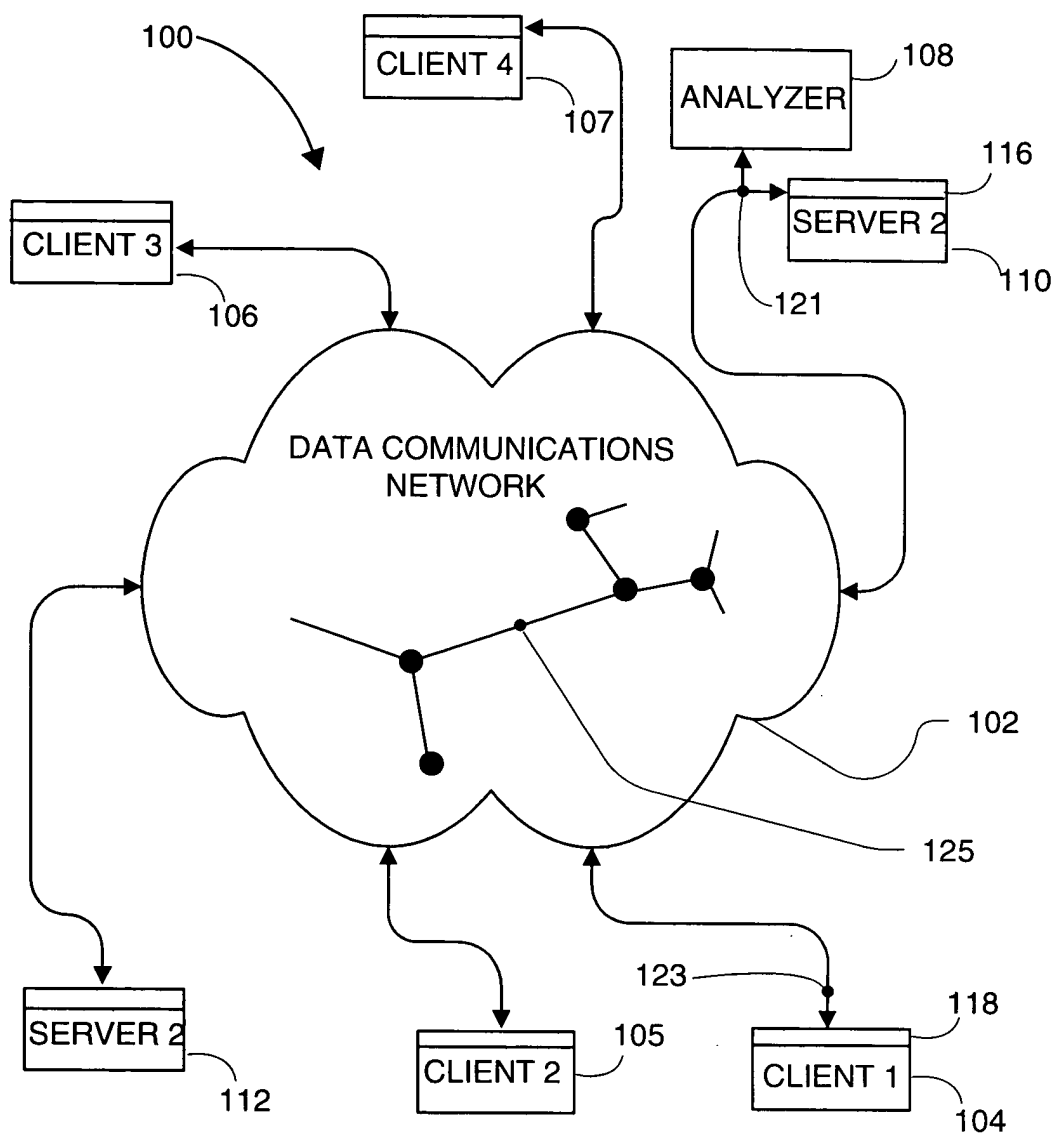 100
CLIENT 4
107
ANALYZER
108
116
SERVER 2
110
121
CLIENT 3
106
DATA COMMUNICATIONS
NETWORK
102
125
123
118
CLIENT 1
104
SERVER 2
112
CLIENT 2
105